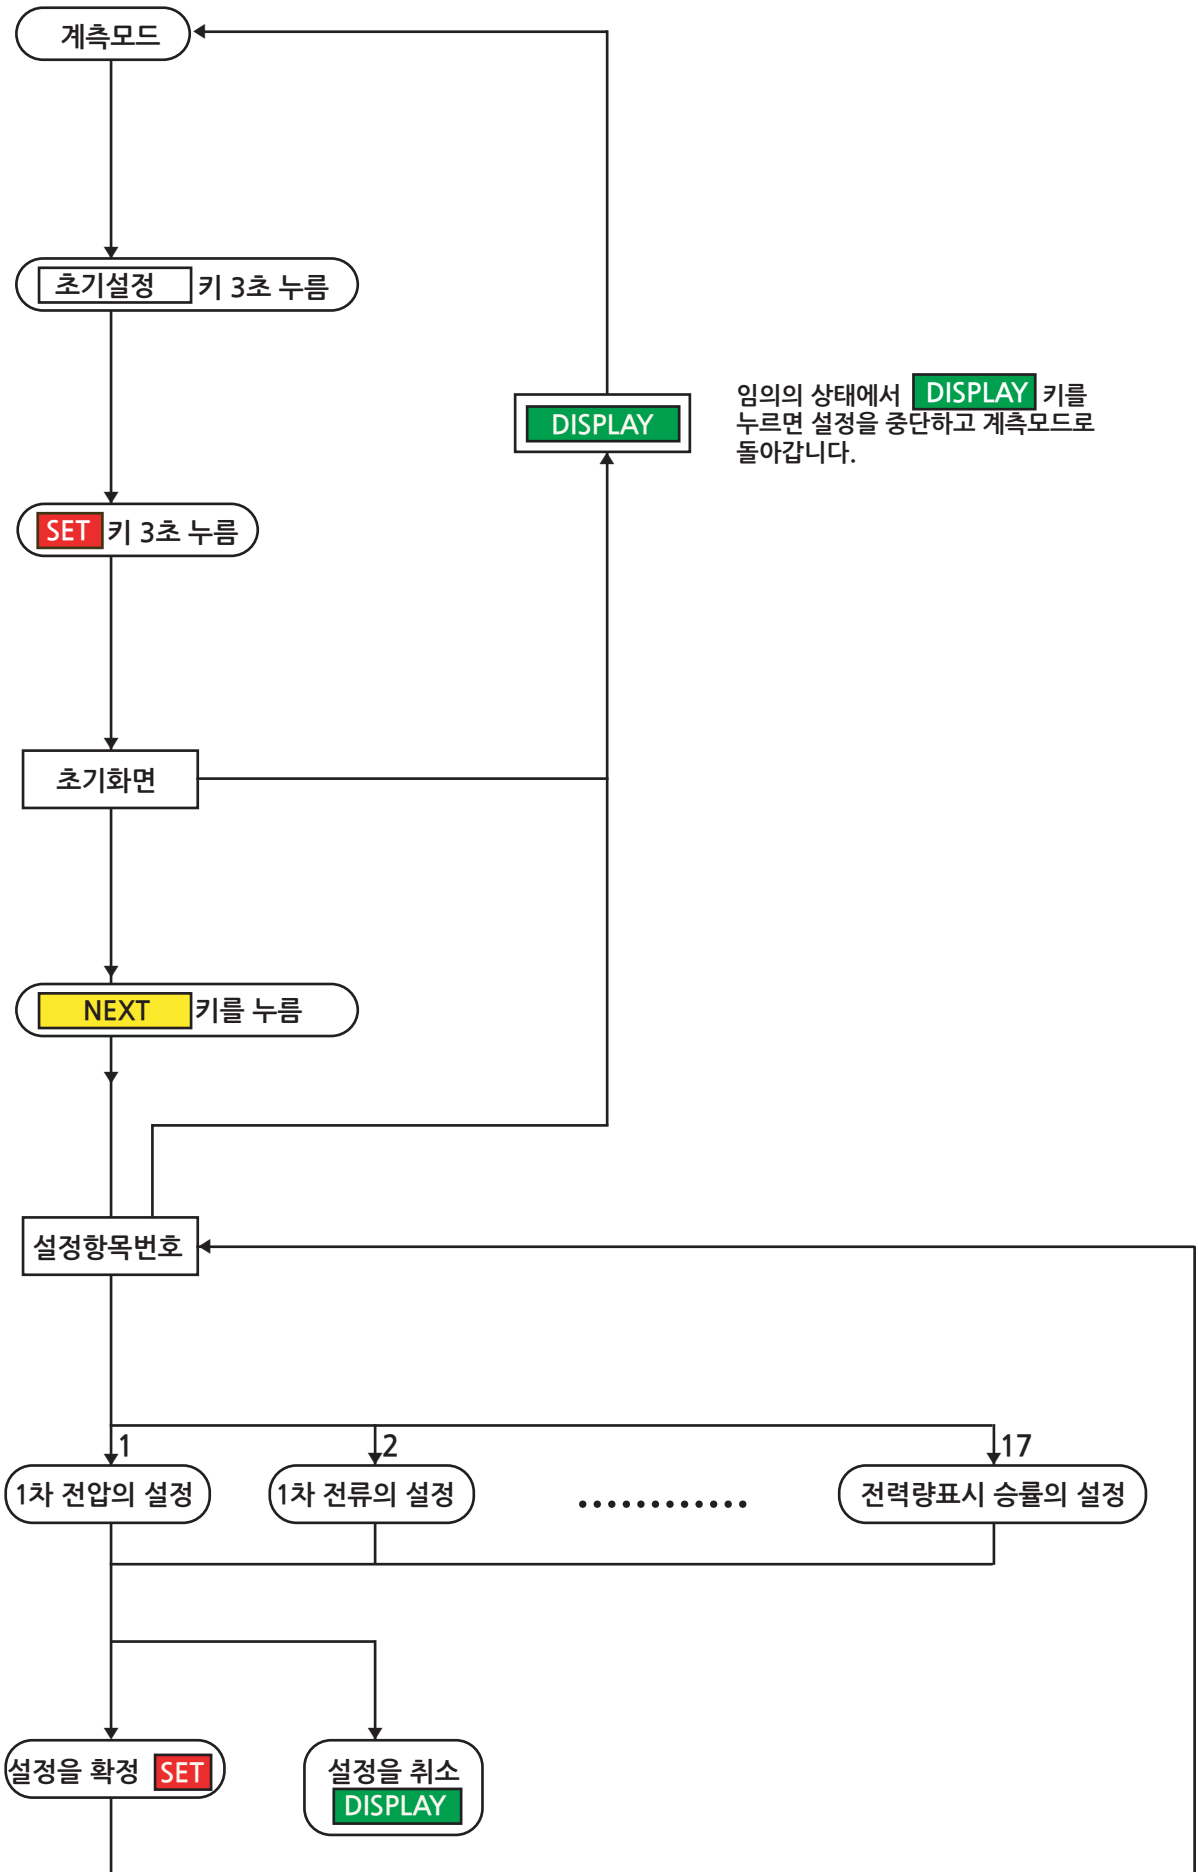 계측모드
초기설정 키 3초 누름
임의의 상태에서 DISPLAY 키를
누르면 설정을 중단하고 계측모드로
돌아갑니다.
DISPLAY
SET 키 3초 누름
초기화면
NEXT 키를 누름
설정항목번호
1
2
17
1차 전압의 설정
1차 전류의 설정
............
전력량표시 승률의 설정
설정을 확정 SET
설정을 취소
DISPLAY